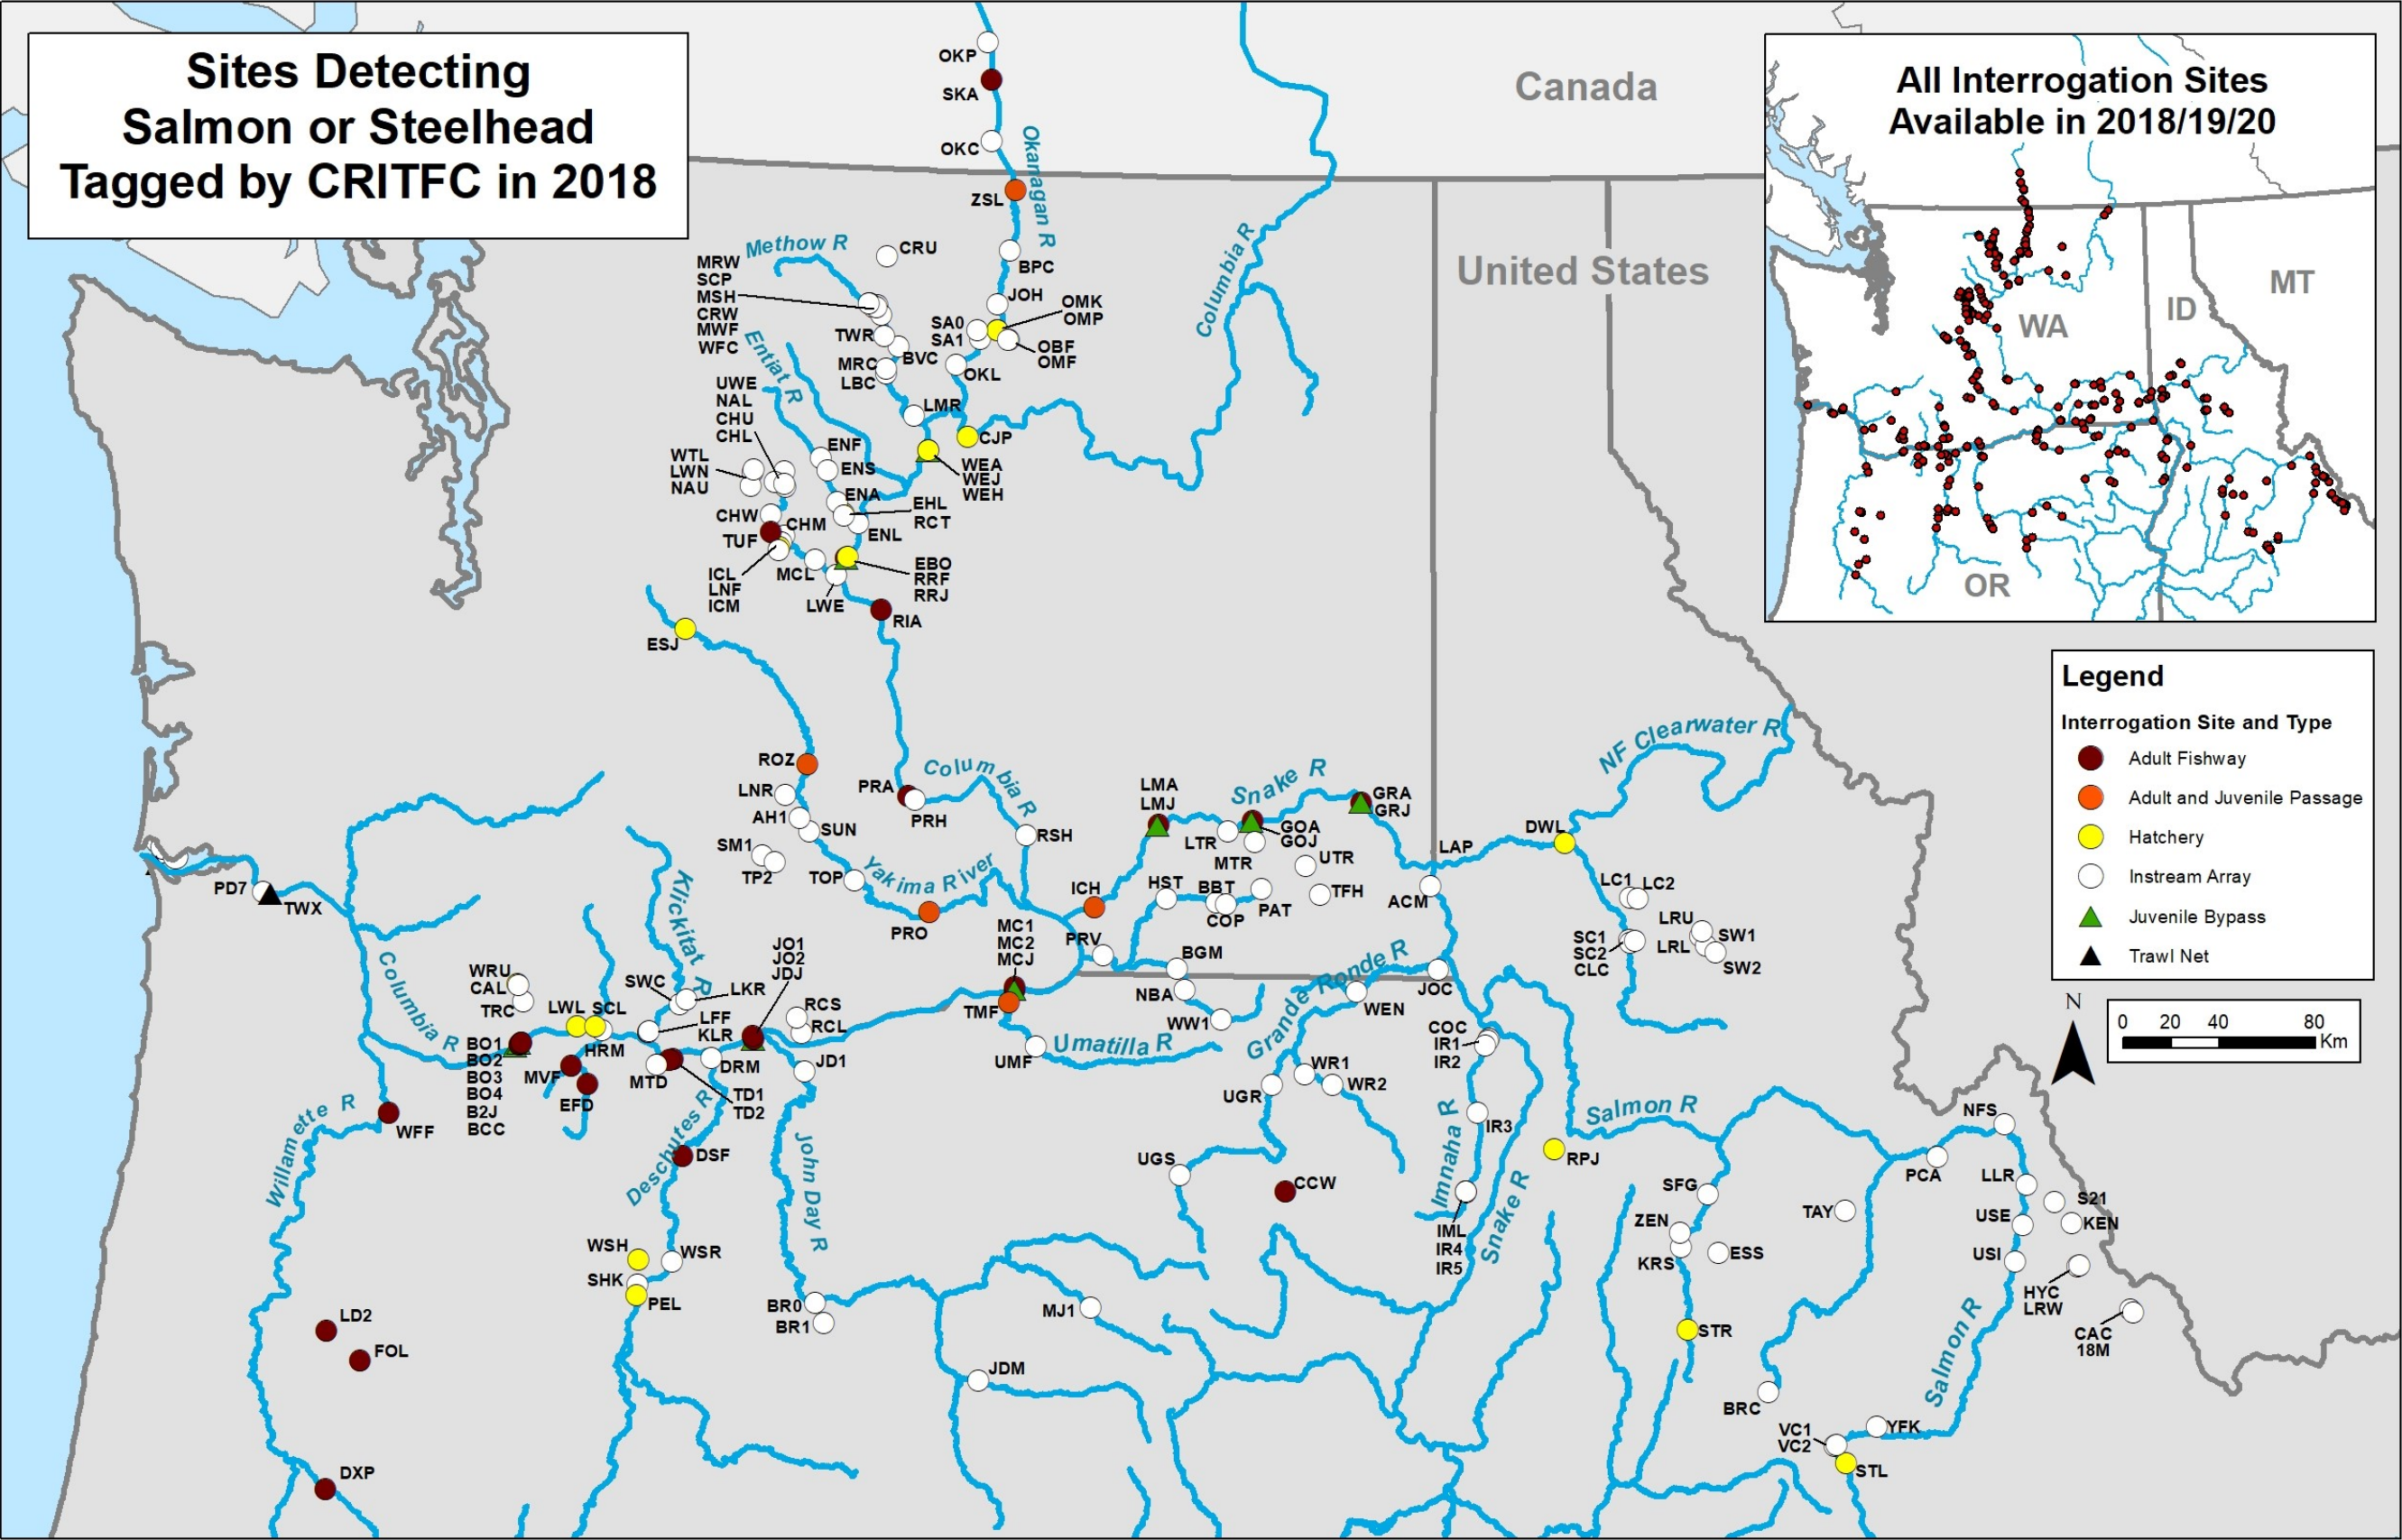 Sites Detecting
Salmon or Steelhead
Tagged by CRITFC in 2018
Canada
United States
All Interrogation Sites
Available in 2018/19/20
WA
ID
MT
OR
Legend
Interrogation Site and Type
Adult Fishway
Adult and Juvenile Passage
Hatchery
Instream Array
Juvenile Bypass
Trawl Net
N
0 20 40 80
Km
OKP
SKA
OKC
Okanagan R
ZSL
BPC
JOH
OMK
OMP
SA0
SA1
OBF
OMF
OKL
Columbia R
Methow R
CRU
MRW
SCP
MSH
CRW
MWF
WFC
TWR
BVC
MRC
LBC
LMR
Entiat R
UWE
NAL
CHU
CHL
CJP
WEA
WEJ
WEH
ENF
ENS
ENA
EHL
RCT
ENL
WTL
LWN
NAU
CHW
CHM
TUF
ICL
LNF
ICM
MCL
LWE
EBO
RRF
RRJ
RIA
ESJ
ROZ
LNR
AH1
SUN
SM1
TP2
TOP
Yakima River
PRO
PRA
PRH
Columbia R
RSH
LMA
LMJ
Snake R
GRA
GRJ
LTR
GOA
GOJ
MTR
UTR
TFH
ICH
HST
BBT
COP
PAT
LAP
ACM
DWL
NF Clearwater R
LC1
LC2
LRU
LRL
SW1
SW2
SC1
SC2
CLC
PD7
TWX
Columbia R
Klickitat R
WRU
CAL
TRC
LWL
SCL
SWC
LKR
LFF
KLR
JO1
JO2
JDJ
RCS
RCL
MC1
MC2
MCJ
TMF
PRV
BGM
NBA
WW1
UMF
Umatilla R
Grande Ronde R
WEN
JOC
BO1
BO2
BO3
BO4
B2J
BCC
HRM
MVF
EFD
MTD
DRM
TD1
TD2
JD1
Willamette R
WFF
Deschutes R
DSF
John Day R
WSH
WSR
SHK
PEL
BR0
BR1
LD2
FOL
DXP
MJ1
JDM
UGR
WR1
WR2
UGS
CCW
COC
IR1
IR2
IR3
Imnaha R
IML
IR4
IR5
Snake R
RPJ
Salmon R
NFS
PCA
LLR
SFG
TAY
USE
S21
KEN
ZEN
KRS
ESS
USI
HYC
LRW
CAC
18M
STR
BRC
Salmon R
VC1
VC2
YFK
STL